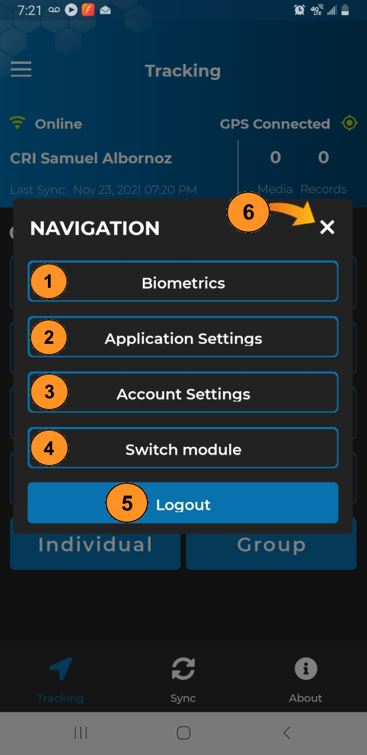 7:21
4G LTE
Tracking
Online
GPS Connected
CRI Samuel Albornoz
0 0
Last Sync: Nov 23, 2021 07:20 PM
Media Records
6
NAVIGATION
1 Biometrics
2 Application Settings
3 Account Settings
4 Switch module
5 Logout
Individual Group
Tracking Sync About